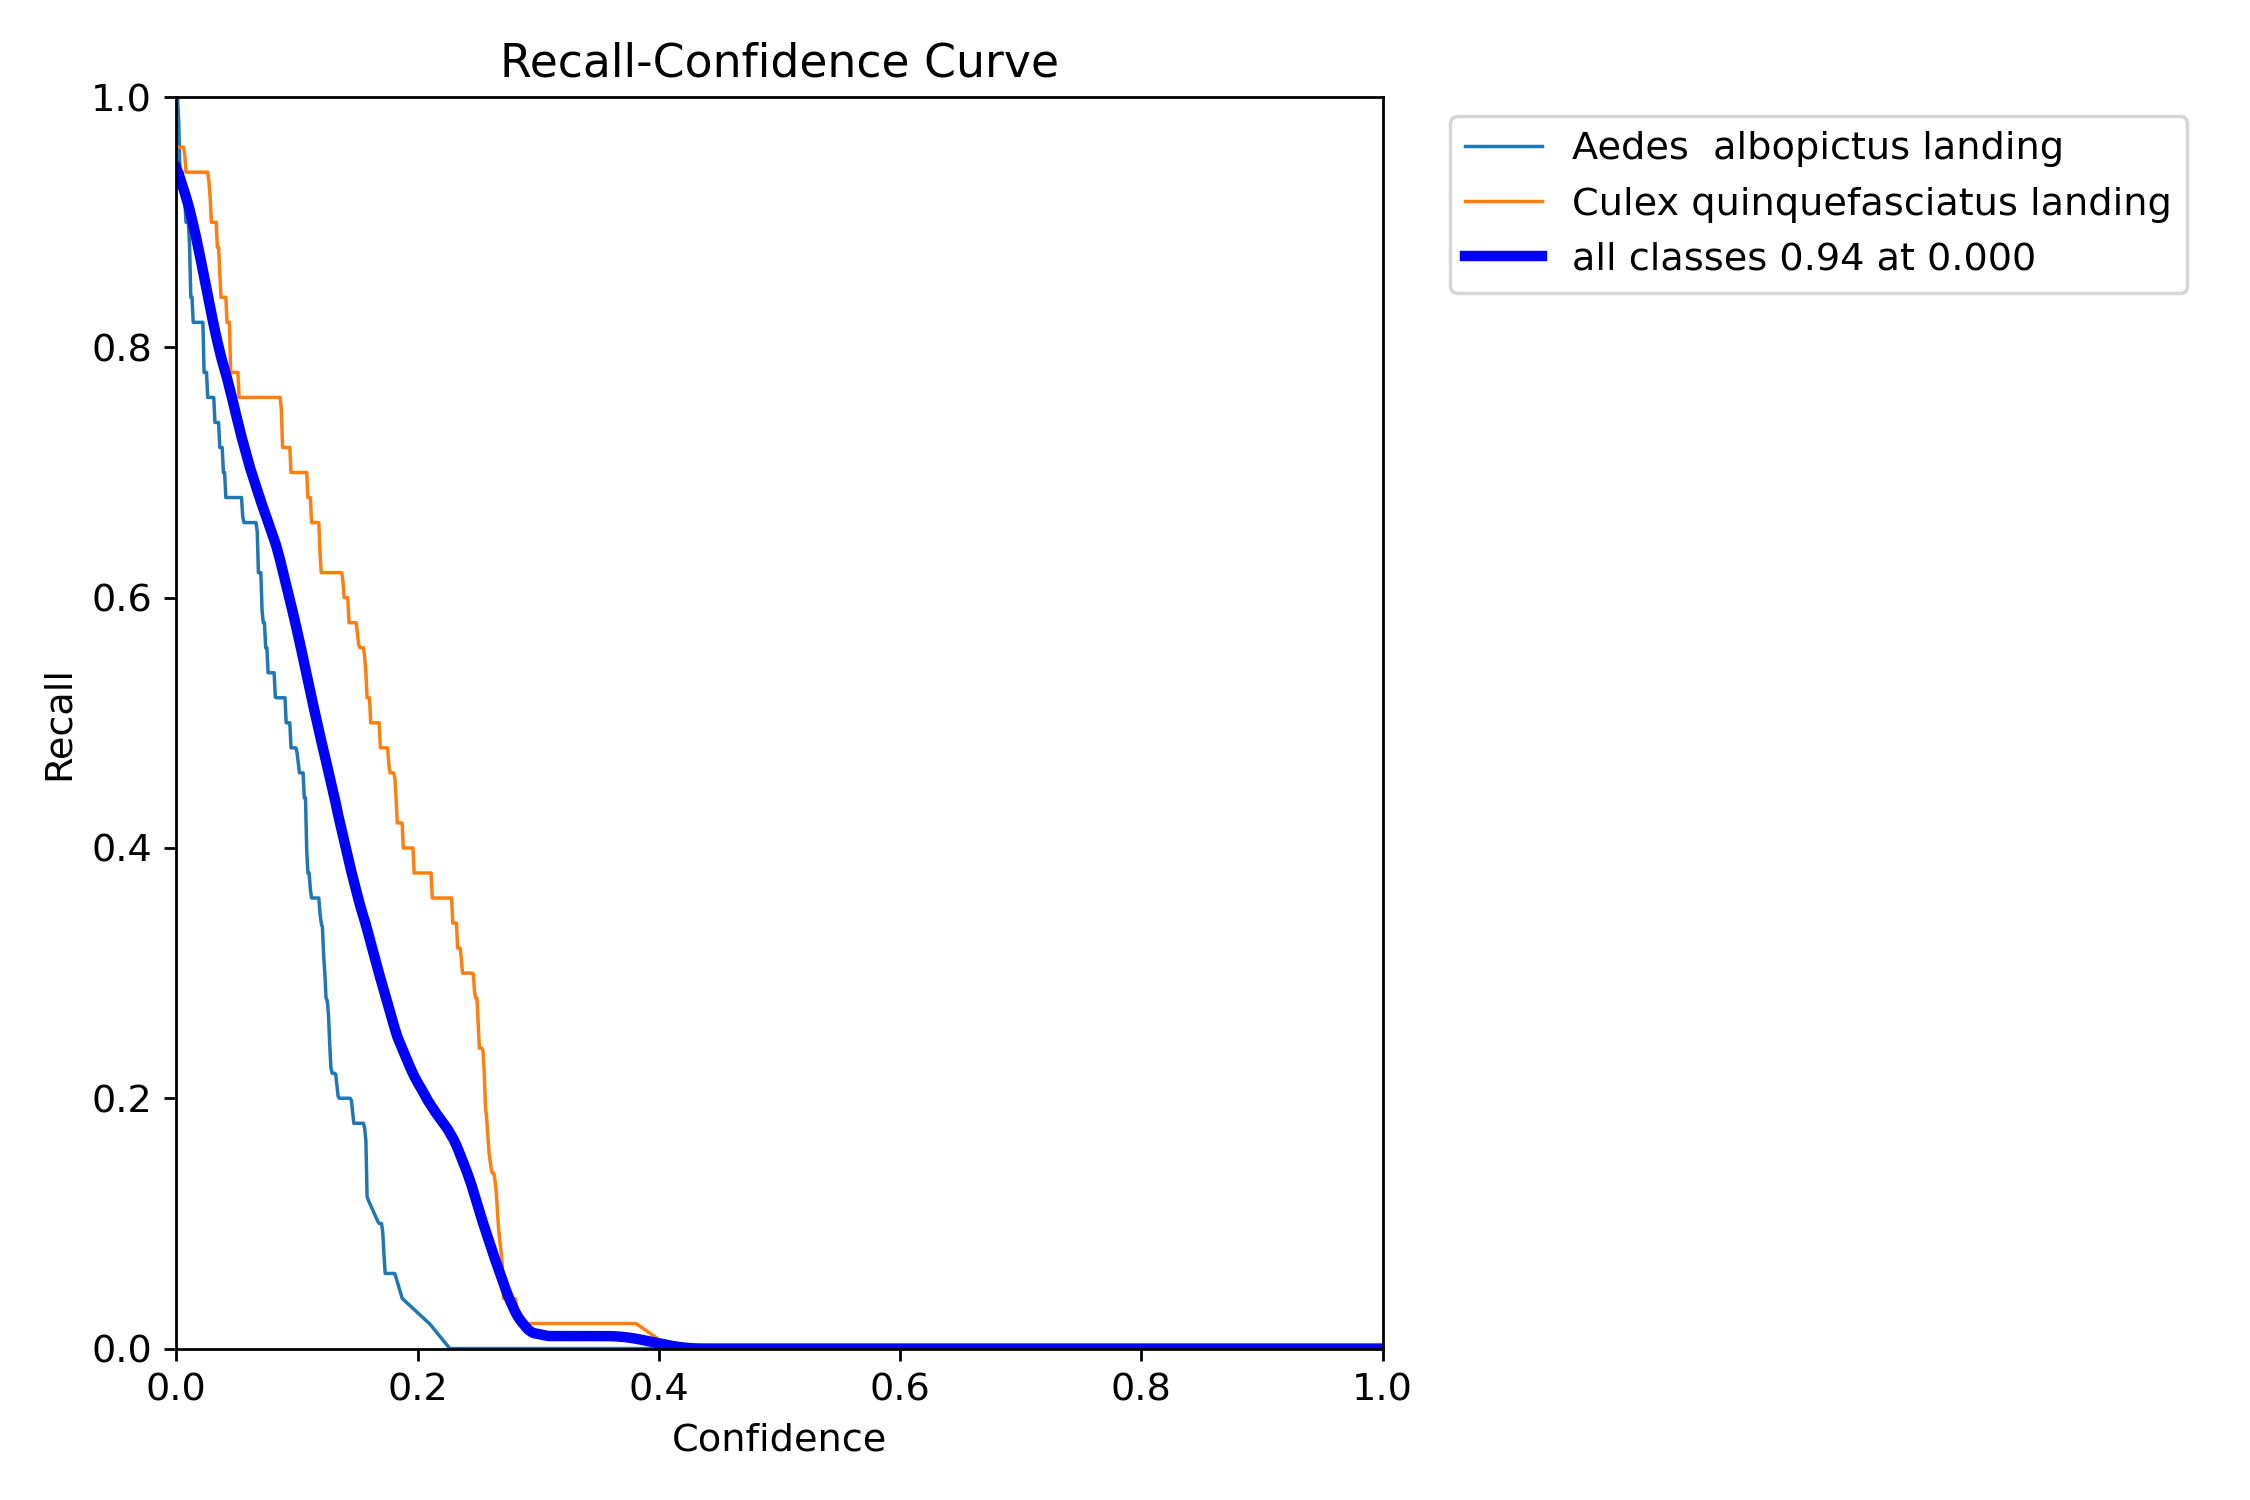 Recall-Confidence Curve
1.0
0.8
0.6
0.4
0.2
0.0
Recall
0.0 0.2 0.4 0.6 0.8 1.0
Confidence
Aedes  albopictus landing
Culex quinquefasciatus landing
all classes 0.94 at 0.000